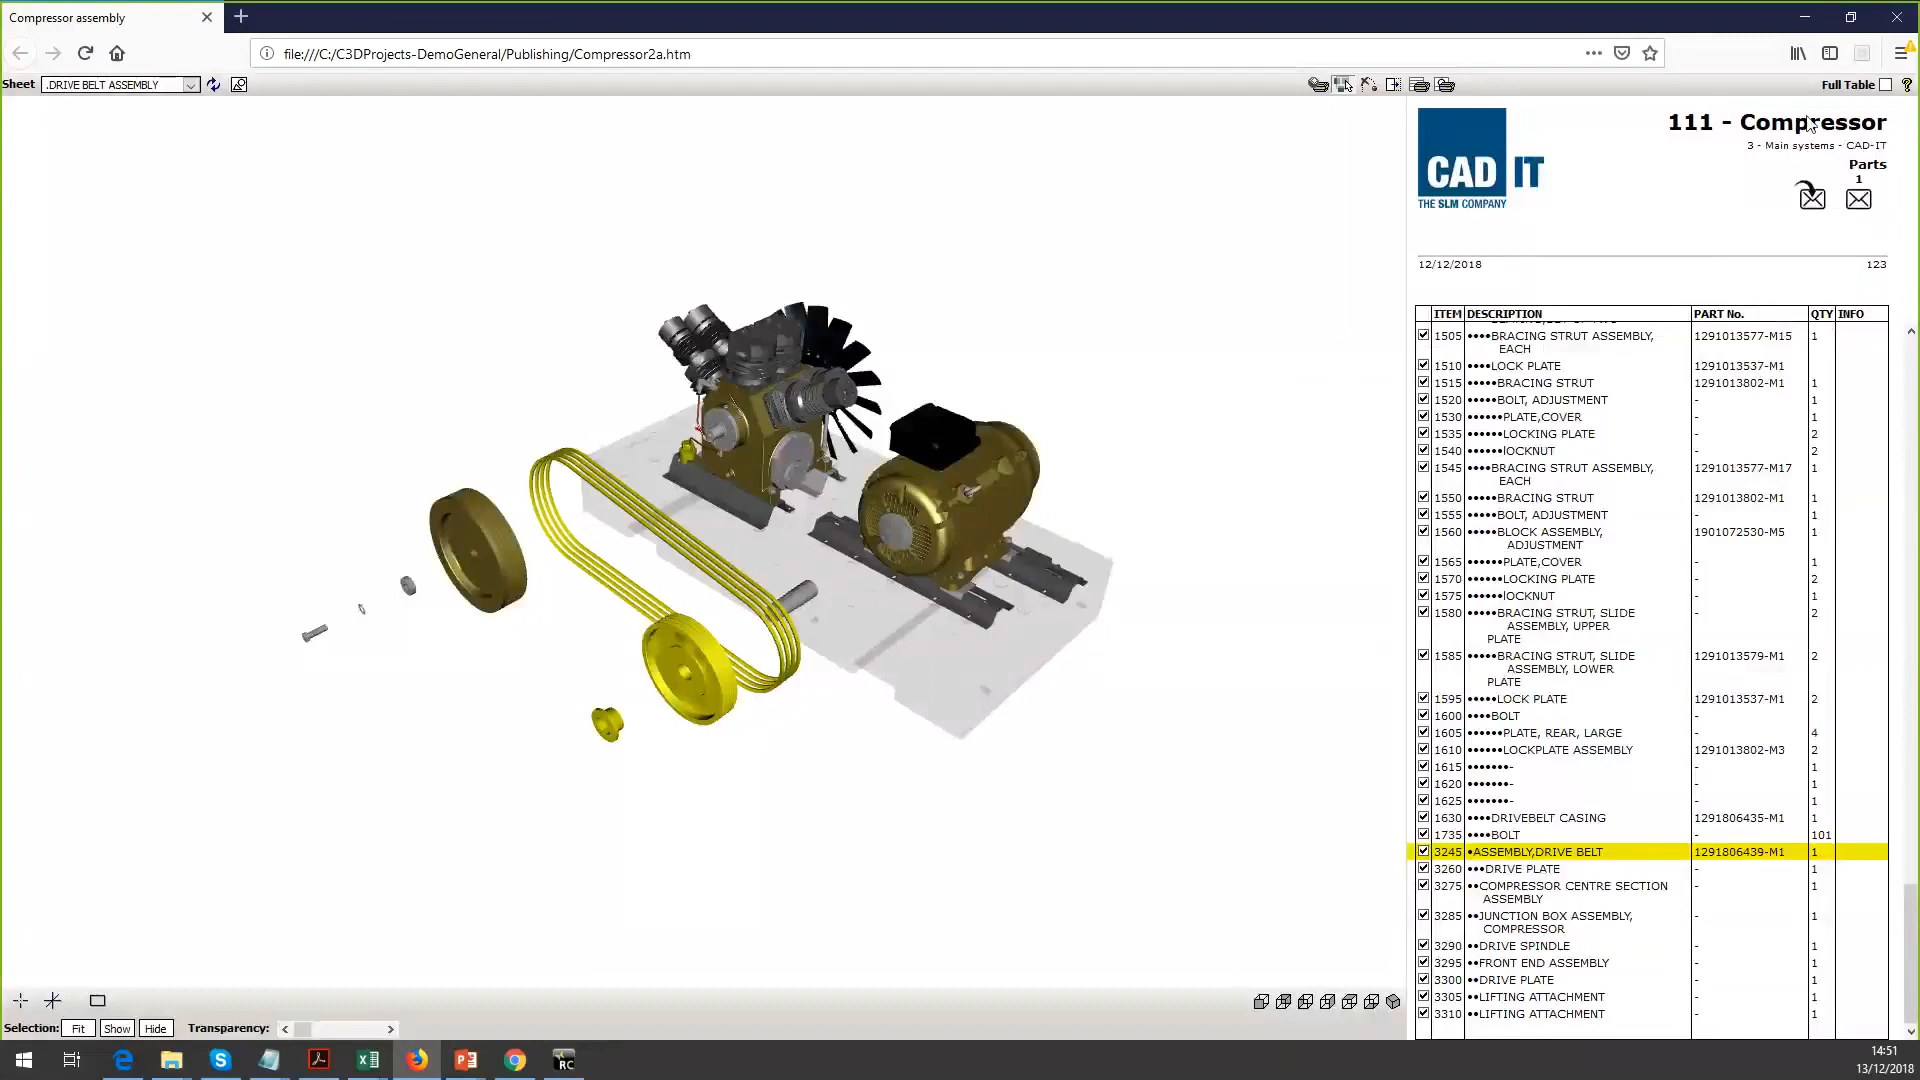 Compressor assembly
file:///C:/C3DProjects-DemoGeneral/Publishing/Compressor2a.htm
Sheet .DRIVE BELT ASSEMBLY
Full Table
CAD IT
THE SLM COMPANY
111 - Compressor
3 - Main systems - CAD-IT
Parts
1
12/12/2018 123
ITEM DESCRIPTION PART No. QTY INFO
1505 ••••BRACING STRUT ASSEMBLY, 1291013577-M15 1
EACH
1510 ••••LOCK PLATE 1291013537-M1
1515 •••••BRACING STRUT 1291013802-M1 1
1520 •••••BOLT, ADJUSTMENT - 1
1530 ••••••PLATE,COVER - 1
1535 ••••••LOCKING PLATE - 2
1540 ••••••lOCKNUT - 2
1545 ••••BRACING STRUT ASSEMBLY, 1291013577-M17 1
EACH
1550 •••••BRACING STRUT 1291013802-M1 1
1555 •••••BOLT, ADJUSTMENT - 1
1560 •••••BLOCK ASSEMBLY, 1901072530-M5 1
ADJUSTMENT
1565 ••••••PLATE,COVER - 1
1570 ••••••LOCKING PLATE - 2
1575 ••••••lOCKNUT - 1
1580 •••••BRACING STRUT, SLIDE - 2
ASSEMBLY, UPPER
PLATE
1585 •••••BRACING STRUT, SLIDE 1291013579-M1 2
ASSEMBLY, LOWER
PLATE
1595 •••••LOCK PLATE 1291013537-M1 2
1600 ••••BOLT -
1605 ••••••PLATE, REAR, LARGE - 4
1610 ••••••LOCKPLATE ASSEMBLY 1291013802-M3 2
1615 •••••••- - 1
1620 •••••••- - 1
1625 •••••••- - 1
1630 ••••DRIVEBELT CASING 1291806435-M1 1
1735 ••••BOLT - 101
3245 •ASSEMBLY,DRIVE BELT 1291806439-M1 1
3260 •••DRIVE PLATE - 1
3275 ••COMPRESSOR CENTRE SECTION - 1
ASSEMBLY
3285 ••JUNCTION BOX ASSEMBLY, - 1
COMPRESSOR
3290 ••DRIVE SPINDLE - 1
3295 ••FRONT END ASSEMBLY - 1
3300 ••DRIVE PLATE - 1
3305 ••LIFTING ATTACHMENT - 1
3310 ••LIFTING ATTACHMENT - 1
Selection: Fit Show Hide Transparency:
RC
14:51
13/12/2018